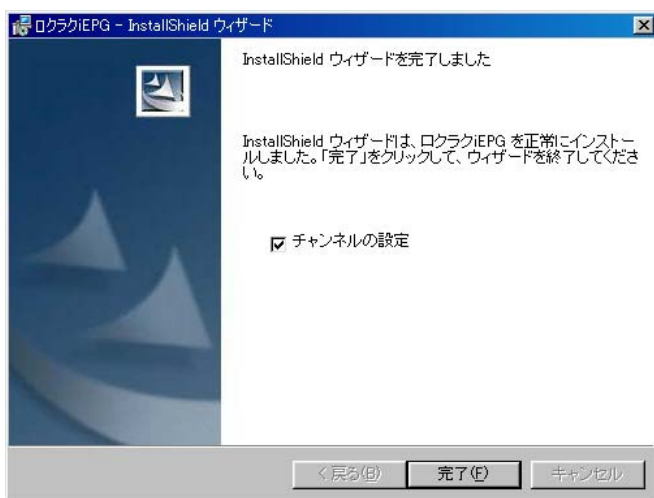 ロクラクiEPG - InstallShield ウィザード
InstallShield ウィザードを完了しました
InstallShield ウィザードは、ロクラクiEPG を正常にインストー
ルしました。「完了」をクリックして、ウィザードを終了してくださ
い。
チャンネルの設定
< 戻る(B) 完了(F) キャンセル